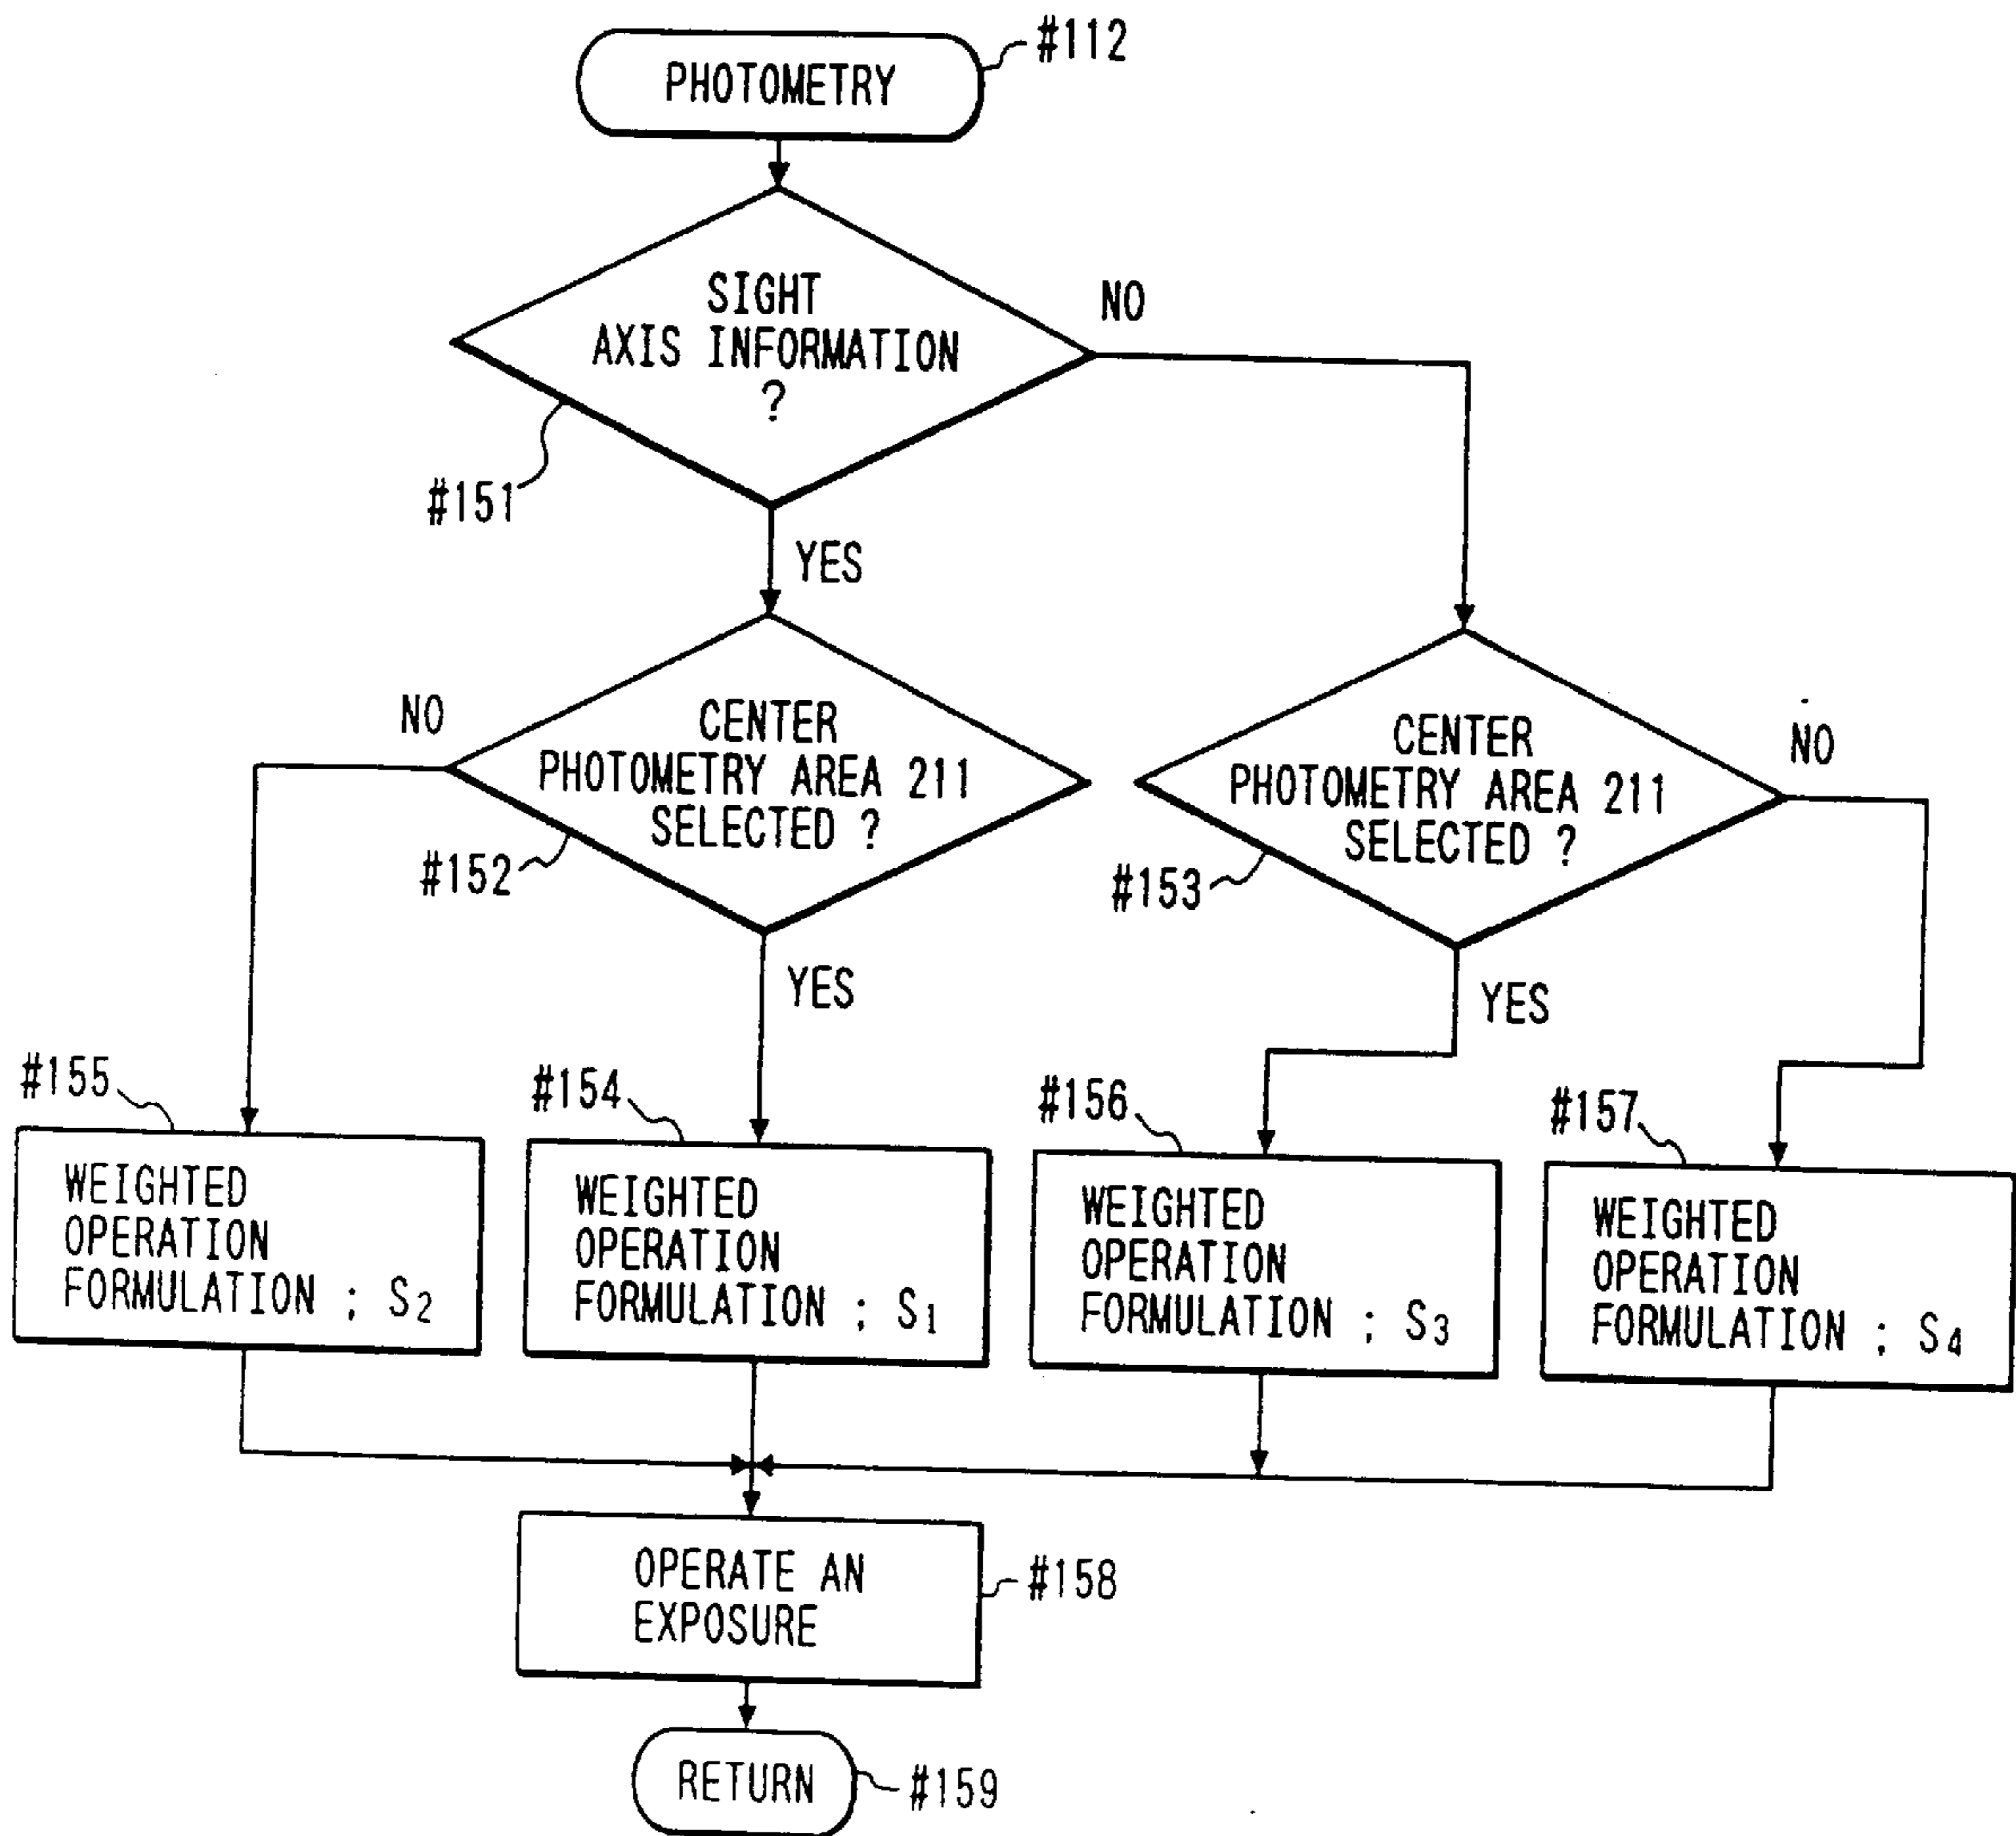 #112
PHOTOMETRY
SIGHT
AXIS INFORMATION
?
NO
#151
YES
CENTER
PHOTOMETRY AREA 211
SELECTED ?
NO
#152
YES
CENTER
PHOTOMETRY AREA 211
SELECTED ?
NO
#153
YES
#155
WEIGHTED
OPERATION
FORMULATION ; S2
#154
WEIGHTED
OPERATION
FORMULATION ; S1
#156
WEIGHTED
OPERATION
FORMULATION ; S3
#157
WEIGHTED
OPERATION
FORMULATION ; S4
OPERATE AN
EXPOSURE
#158
RETURN
#159